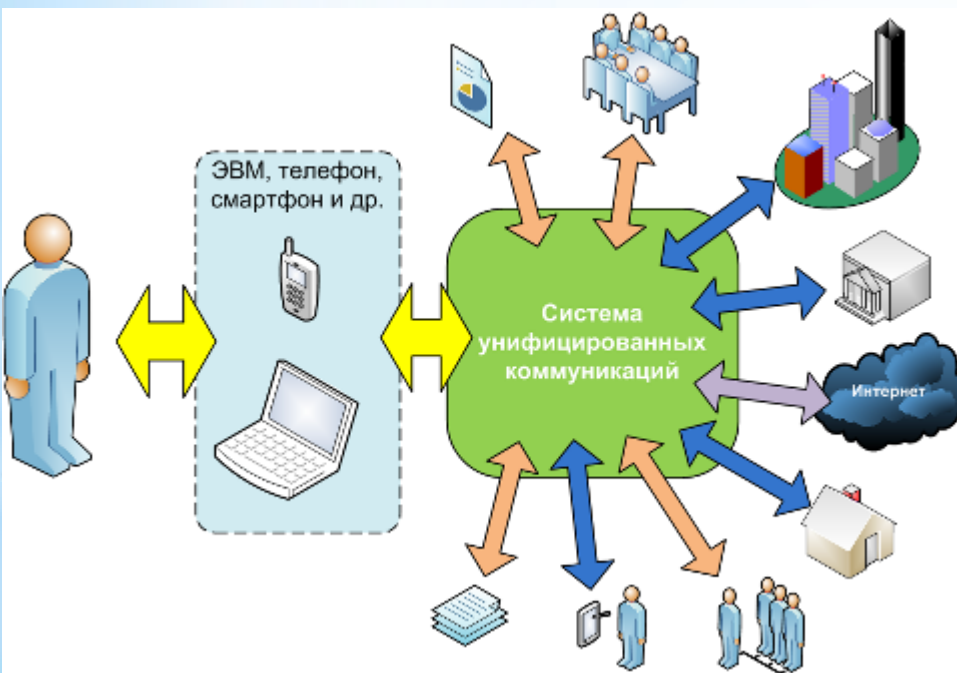 ЭВМ, телефон,
смартфон и др.
Система
унифицированных
коммуникаций
Интернет